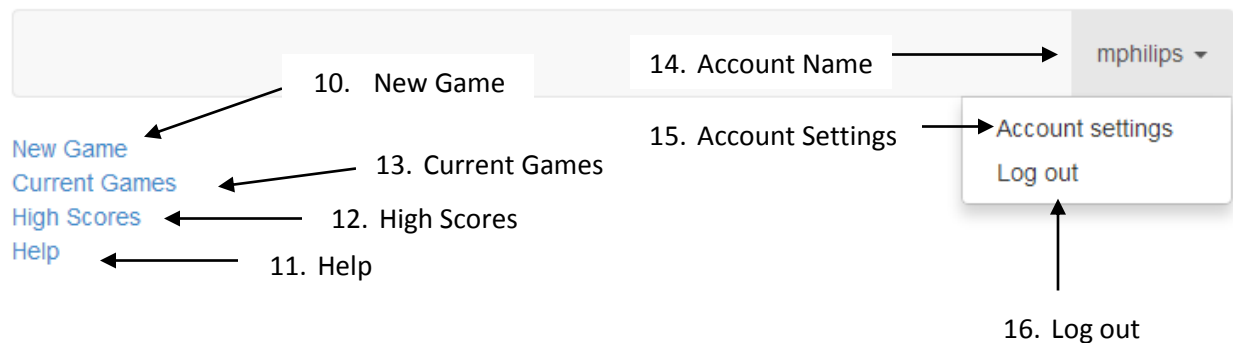 mphilips
14. Account Name
10. New Game
Account settings
15. Account Settings
New Game
13. Current Games
Current Games
Log out
High Scores
12. High Scores
Help
11. Help
16. Log out